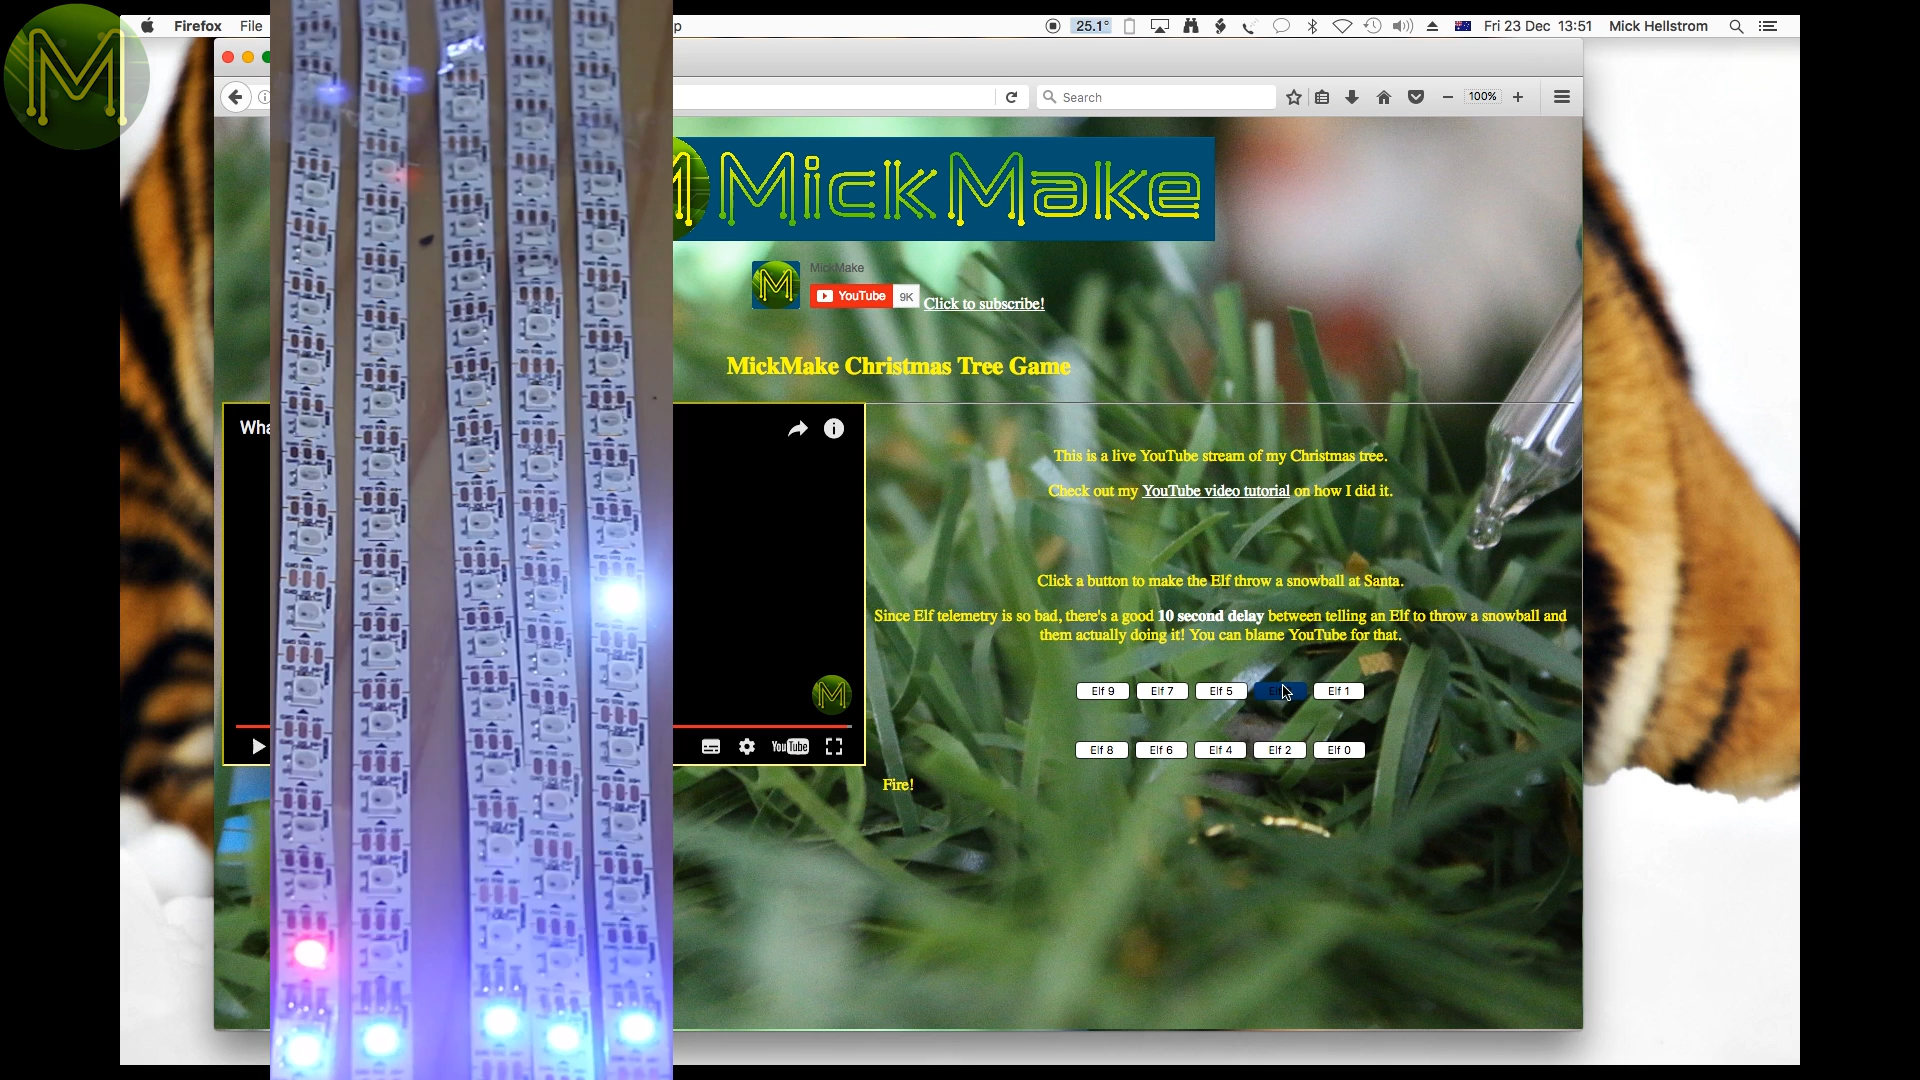 M
Firefox File p 25.1° Fri 23 Dec 13:51 Mick Hellstrom
Search 100%
MickMake
MickMake
YouTube 9K Click to subscribe!
MickMake Christmas Tree Game
Wha
This is a live YouTube stream of my Christmas tree.
Check out my YouTube video tutorial on how I did it.
Click a button to make the Elf throw a snowball at Santa.
Since Elf telemetry is so bad, there's a good 10 second delay between telling an Elf to throw a snowball and
them actually doing it! You can blame YouTube for that.
Elf 9 Elf 7 Elf 5 Elf 1
YouTube
Elf 8 Elf 6 Elf 4 Elf 2 Elf 0
Fire!